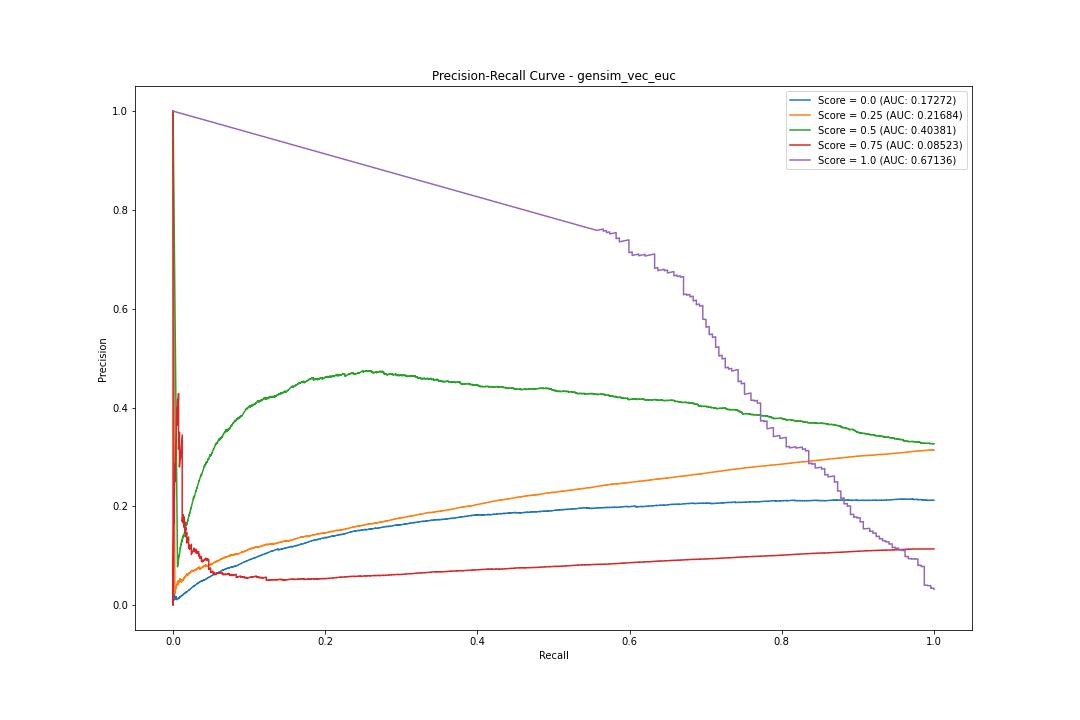 Precision-Recall Curve - gensim_vec_euc
Score = 0.0 (AUC: 0.17272)
Score = 0.25 (AUC: 0.21684)
Score = 0.5 (AUC: 0.40381)
Score = 0.75 (AUC: 0.08523)
Score = 1.0 (AUC: 0.67136)
Precision
1.0
0.8
0.6
0.4
0.2
0.0
0.0 0.2 0.4 0.6 0.8 1.0
Recall